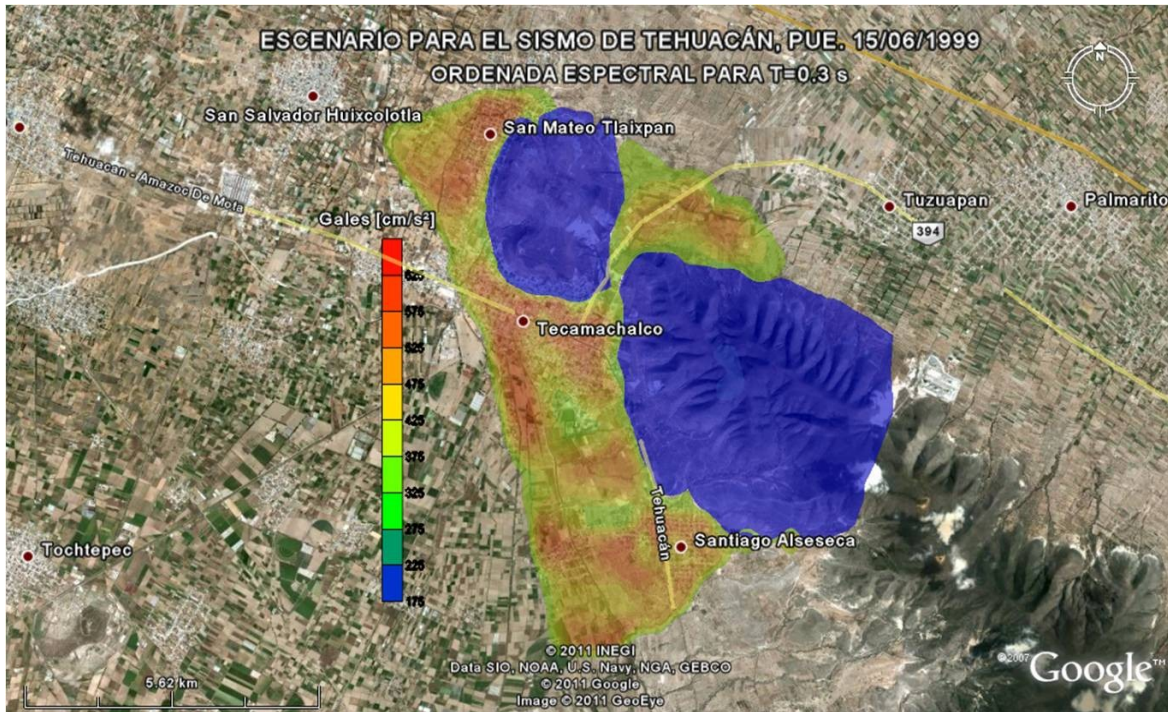 ESCENARIO PARA EL SISMO DE TEHUACÁN, PUE. 15/06/1999
ORDENADA ESPECTRAL PARA T=0.3 s
N
San Salvador Huixcolotla
San Mateo Tlaixpan
Tehuacan - Amazoc De Mota
Tuzuapan
Palmarito
394
Gales [cm/s²]
625
575
525
475
425
375
325
275
225
175
Tecamachalco
Tehuacán
Santiago Alseseca
Tochtepec
5.62 km
© 2011 INEGI
Data SIO, NOAA, U.S. Navy, NGA, GEBCO
© 2011 Google
Image © 2011 GeoEye
©2007 Google™